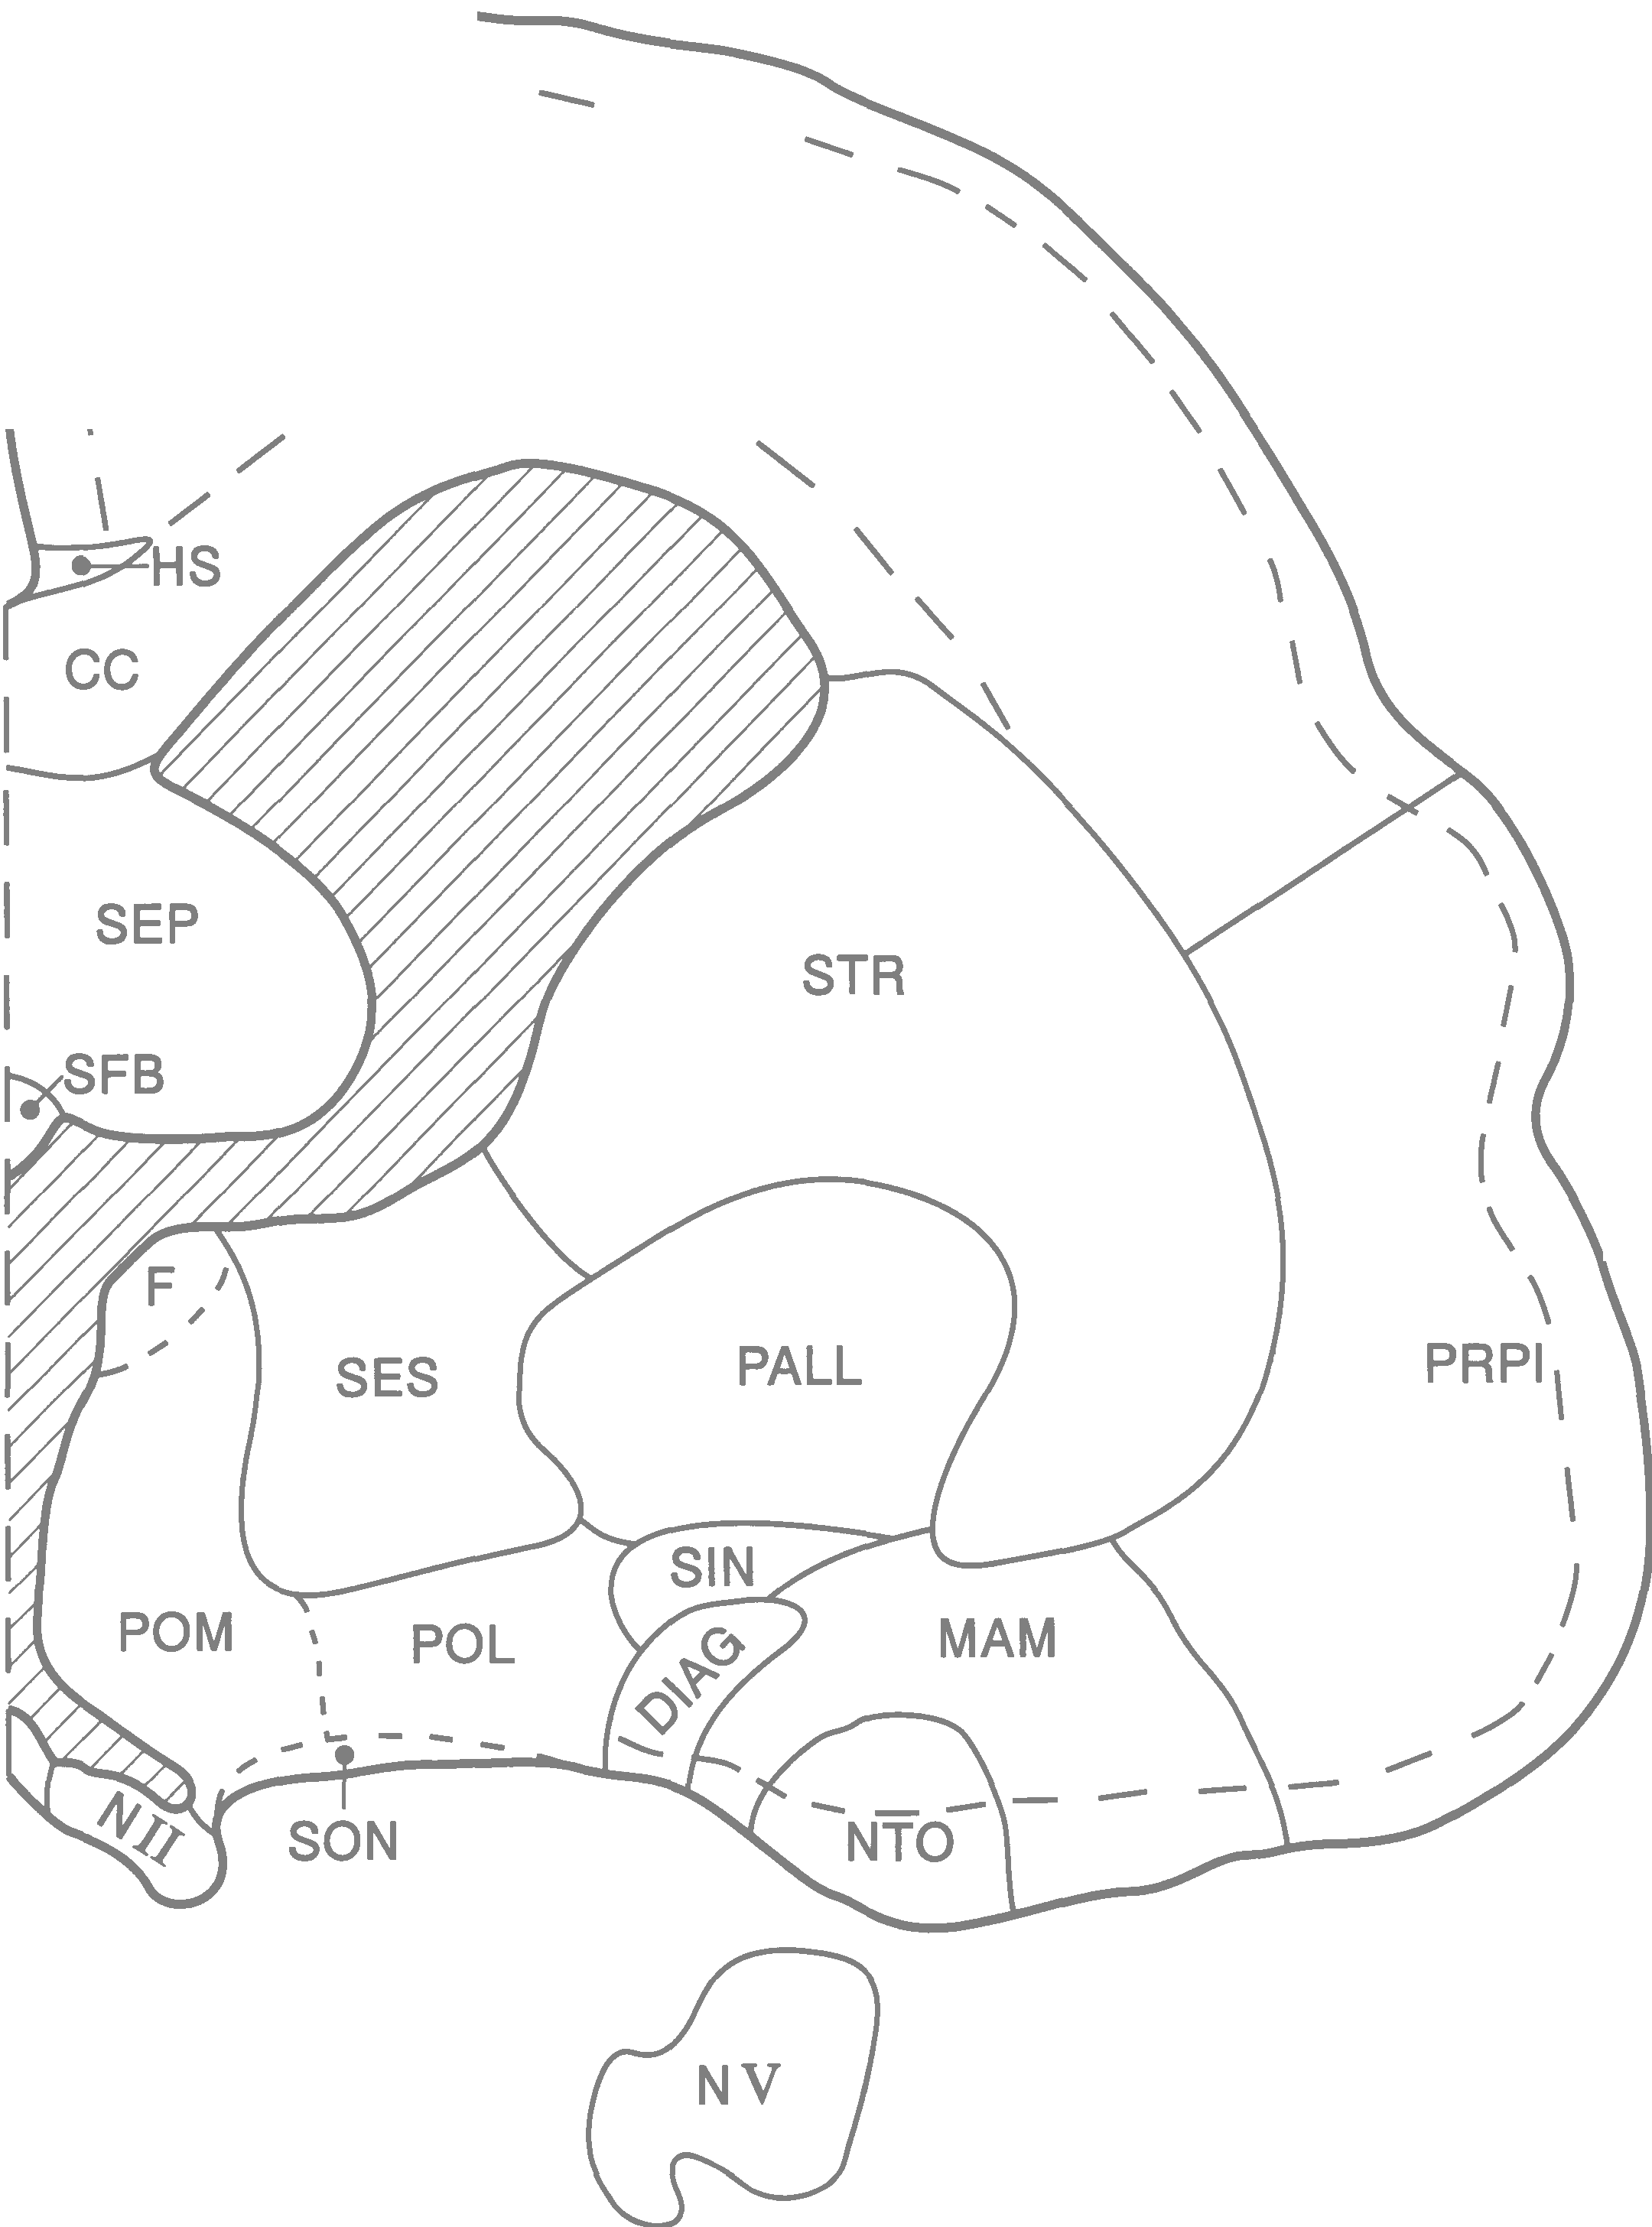 HS
CC
SEP
STR
SFB
F
SES
PALL
PRPI
SIN
POM
POL
DIAG
MAM
NII
SON
NTO
NV